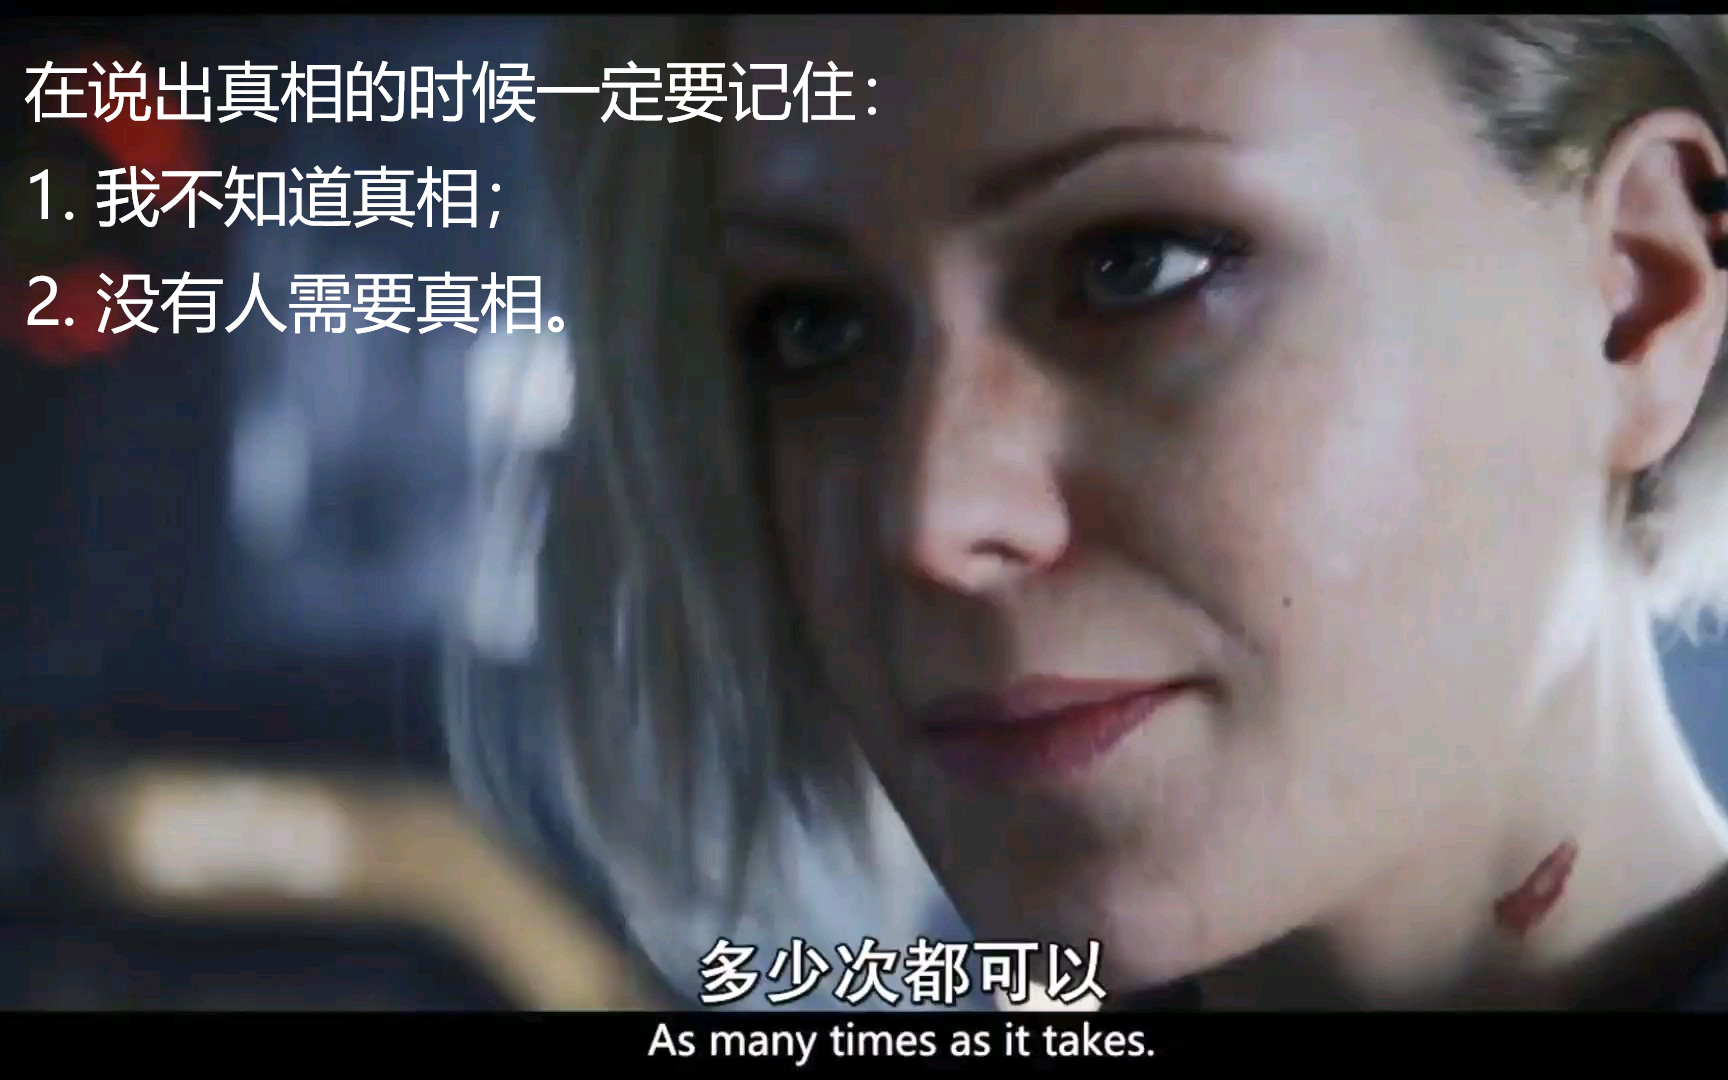 在说出真相的时候一定要记住：
1. 我不知道真相；
2. 没有人需要真相。
多少次都可以
As many times as it takes.